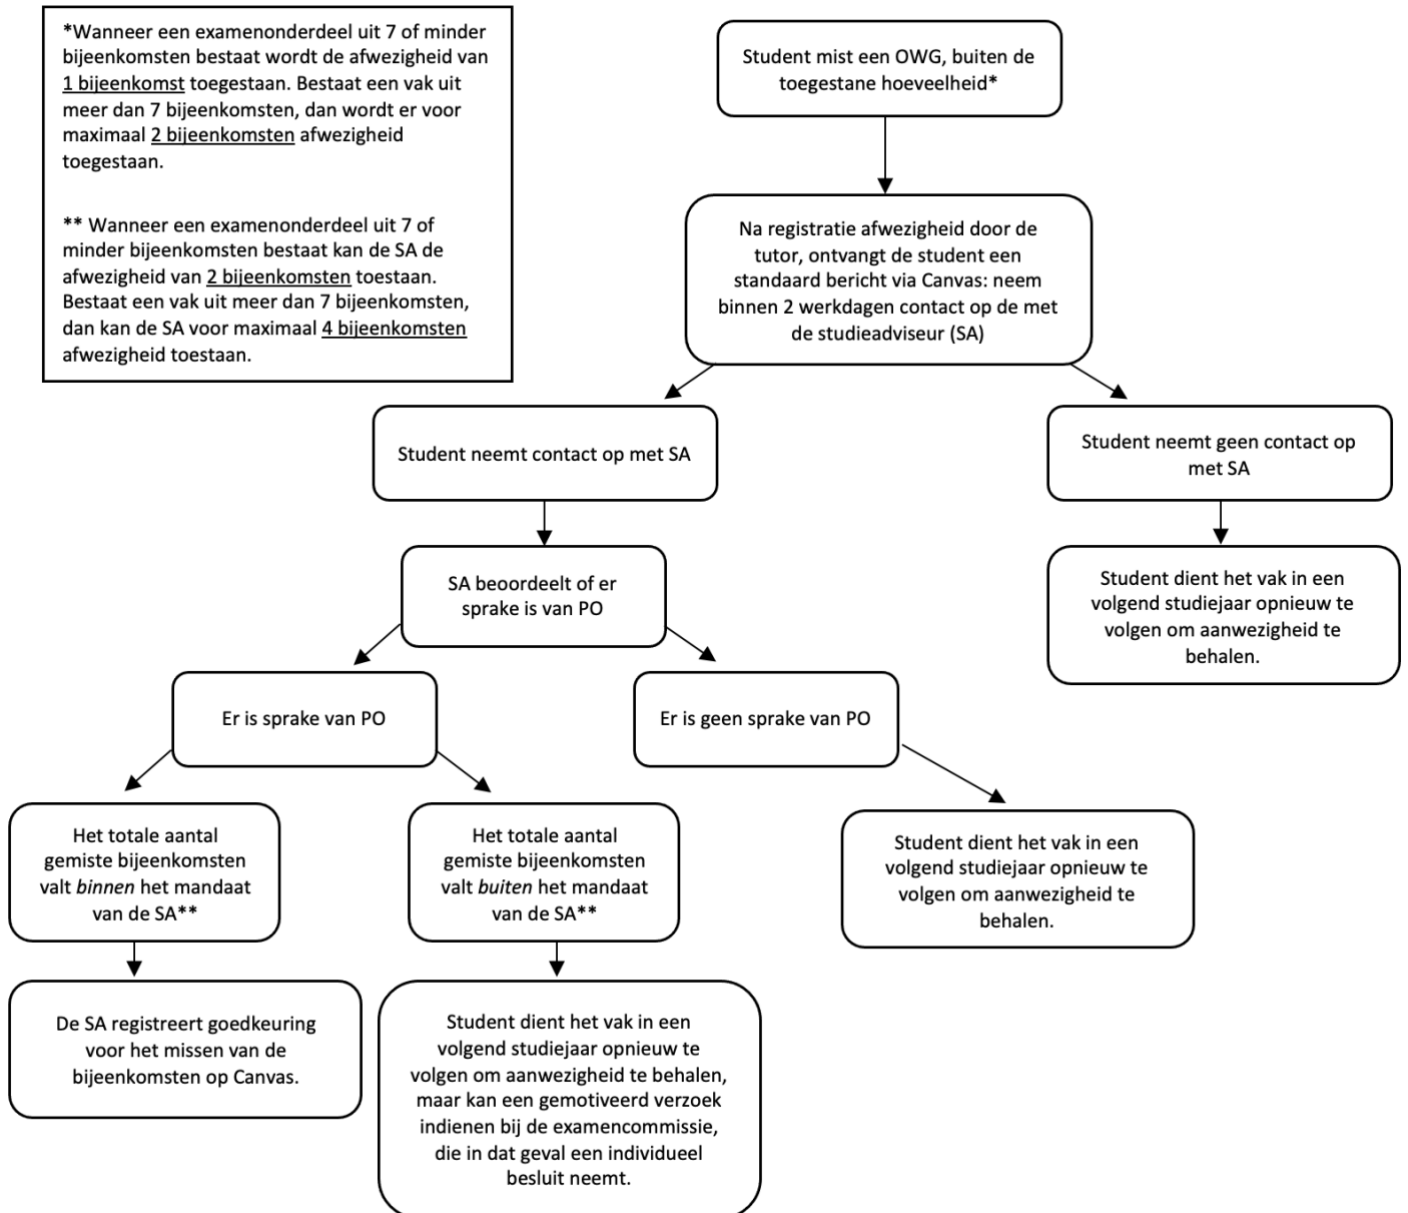 *Wanneer een examenonderdeel uit 7 of minder
bijeenkomsten bestaat wordt de afwezigheid van
1 bijeenkomst toegestaan. Bestaat een vak uit
meer dan 7 bijeenkomsten, dan wordt er voor
maximaal 2 bijeenkomsten afwezigheid
toegestaan.
** Wanneer een examenonderdeel uit 7 of
minder bijeenkomsten bestaat kan de SA de
afwezigheid van 2 bijeenkomsten toestaan.
Bestaat een vak uit meer dan 7 bijeenkomsten,
dan kan de SA voor maximaal 4 bijeenkomsten
afwezigheid toestaan.
Student mist een OWG, buiten de
toegestane hoeveelheid*
Na registratie afwezigheid door de
tutor, ontvangt de student een
standaard bericht via Canvas: neem
binnen 2 werkdagen contact op de met
de studieadviseur (SA)
Student neemt contact op met SA
Student neemt geen contact op
met SA
SA beoordeelt of er
sprake is van PO
Student dient het vak in een
volgend studiejaar opnieuw te
volgen om aanwezigheid te
behalen.
Er is sprake van PO
Er is geen sprake van PO
Het totale aantal
gemiste bijeenkomsten
valt binnen het mandaat
van de SA**
Het totale aantal
gemiste bijeenkomsten
valt buiten het mandaat
van de SA**
Student dient het vak in een
volgend studiejaar opnieuw te
volgen om aanwezigheid te
behalen.
De SA registreert goedkeuring
voor het missen van de
bijeenkomsten op Canvas.
Student dient het vak in een
volgend studiejaar opnieuw te
volgen om aanwezigheid te behalen,
maar kan een gemotiveerd verzoek
indienen bij de examencommissie,
die in dat geval een individueel
besluit neemt.